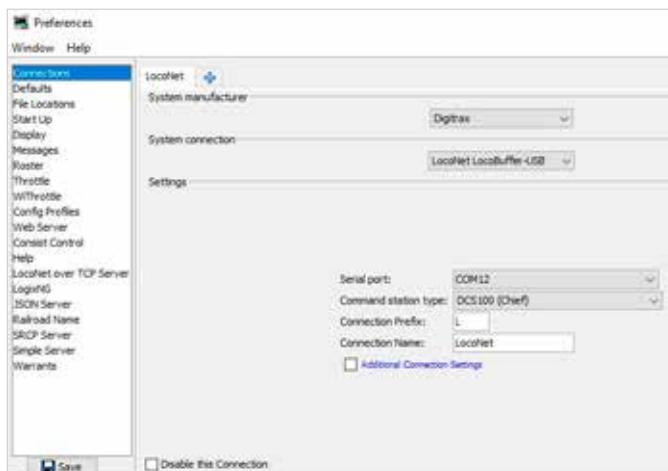 Preferences
Window Help
Connections
Defaults
File Locations
Start Up
Display
Messages
Roster
Throttle
WiThrottle
Config Profiles
Web Server
Consist Control
Help
LocoNet over TCP Server
LogixNG
JSON Server
Railroad Name
SRCP Server
Simple Server
Warrants
Save
LocoNet
System manufacturer
Digitrax
System connection
LocoNet LocoBuffer-USB
Settings
Serial port: COM12
Command station type: DCS100 (Chief)
Connection Prefix: L
Connection Name: LocoNet
Additional Connection Settings
Disable this Connection